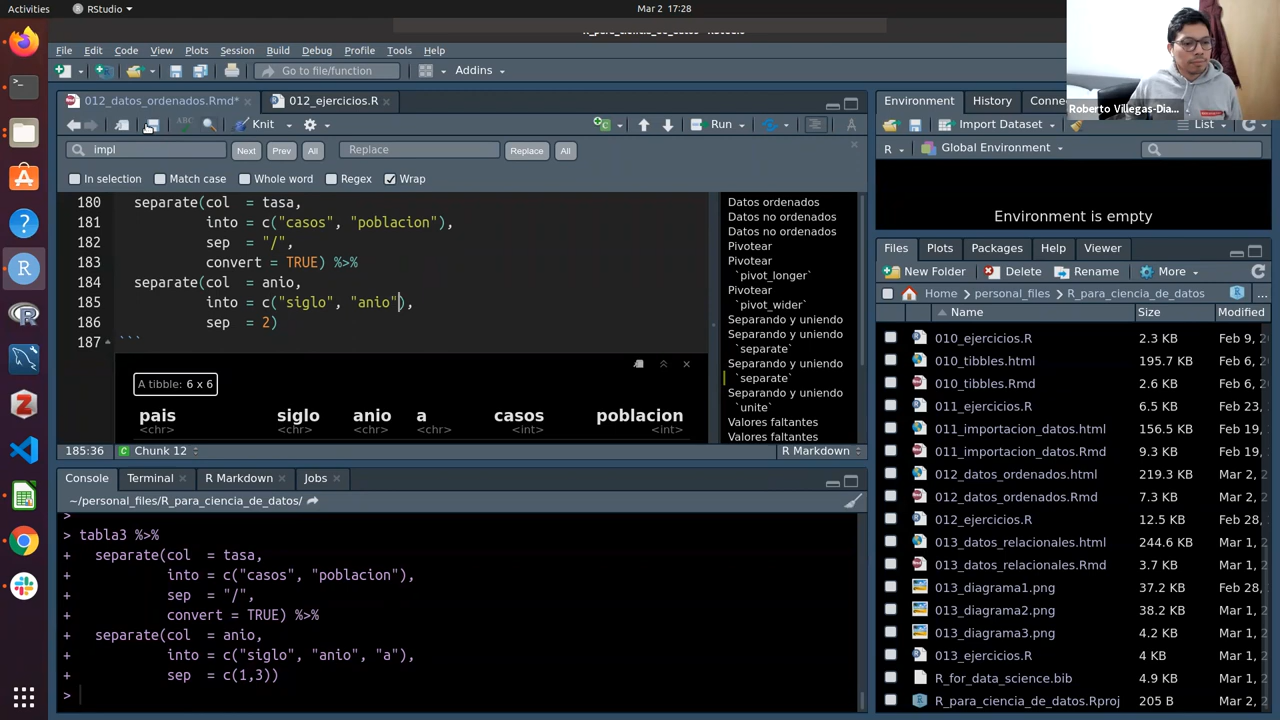 Activities
RStudio
Mar 2 17:28
Roberto Villegas-Dia...
File Edit Code View Plots Session Build Debug Profile Tools Help
Go to file/function
Addins
012_datos_ordenados.Rmd*
012_ejercicios.R
Knit
Run
impl
Next
Prev
All
Replace
Replace
All
In selection
Match case
Whole word
Regex
Wrap
180 separate(col = tasa,
181 into = c("casos", "poblacion"),
182 sep = "/",
183 convert = TRUE) %>%
184 separate(col = anio,
185 into = c("siglo", "anio"),
186 sep = 2)
187 ```
A tibble: 6 x 6
pais siglo anio a casos poblacion
<chr> <chr> <chr> <chr> <int> <int>
185:36
Chunk 12
R Markdown
Datos ordenados
Datos no ordenados
Datos no ordenados
Pivotear
Pivotear
`pivot_longer`
Pivotear
`pivot_wider`
Separando y uniendo
Separando y uniendo
`separate`
Separando y uniendo
`separate`
Separando y uniendo
`unite`
Valores faltantes
Valores faltantes
Console
Terminal
R Markdown
Jobs
~/personal_files/R_para_ciencia_de_datos/
>
> tabla3 %>%
+ separate(col = tasa,
+ into = c("casos", "poblacion"),
+ sep = "/",
+ convert = TRUE) %>%
+ separate(col = anio,
+ into = c("siglo", "anio", "a"),
+ sep = c(1,3))
>
Environment
History
Conne
Import Dataset
List
R
Global Environment
Environment is empty
Files
Plots
Packages
Help
Viewer
New Folder
Delete
Rename
More
Home
personal_files
R_para_ciencia_de_datos
...
Name Size Modified
010_ejercicios.R 2.3 KB Feb 9, 2
010_tibbles.html 195.7 KB Feb 6, 2
010_tibbles.Rmd 2.6 KB Feb 6, 2
011_ejercicios.R 6.5 KB Feb 23,
011_importacion_datos.html 156.5 KB Feb 19,
011_importacion_datos.Rmd 9.3 KB Feb 19,
012_datos_ordenados.html 219.3 KB Mar 2,
012_datos_ordenados.Rmd 7.3 KB Mar 2,
012_ejercicios.R 12.5 KB Feb 28,
013_datos_relacionales.html 244.6 KB Mar 1, 2
013_datos_relacionales.Rmd 3.7 KB Mar 1, 2
013_diagrama1.png 37.2 KB Feb 28,
013_diagrama2.png 38.2 KB Mar 1, 2
013_diagrama3.png 4.2 KB Mar 1, 2
013_ejercicios.R 4 KB Mar 1, 2
R_for_data_science.bib 4.9 KB Mar 1, 2
R_para_ciencia_de_datos.Rproj 205 B Mar 2, 2